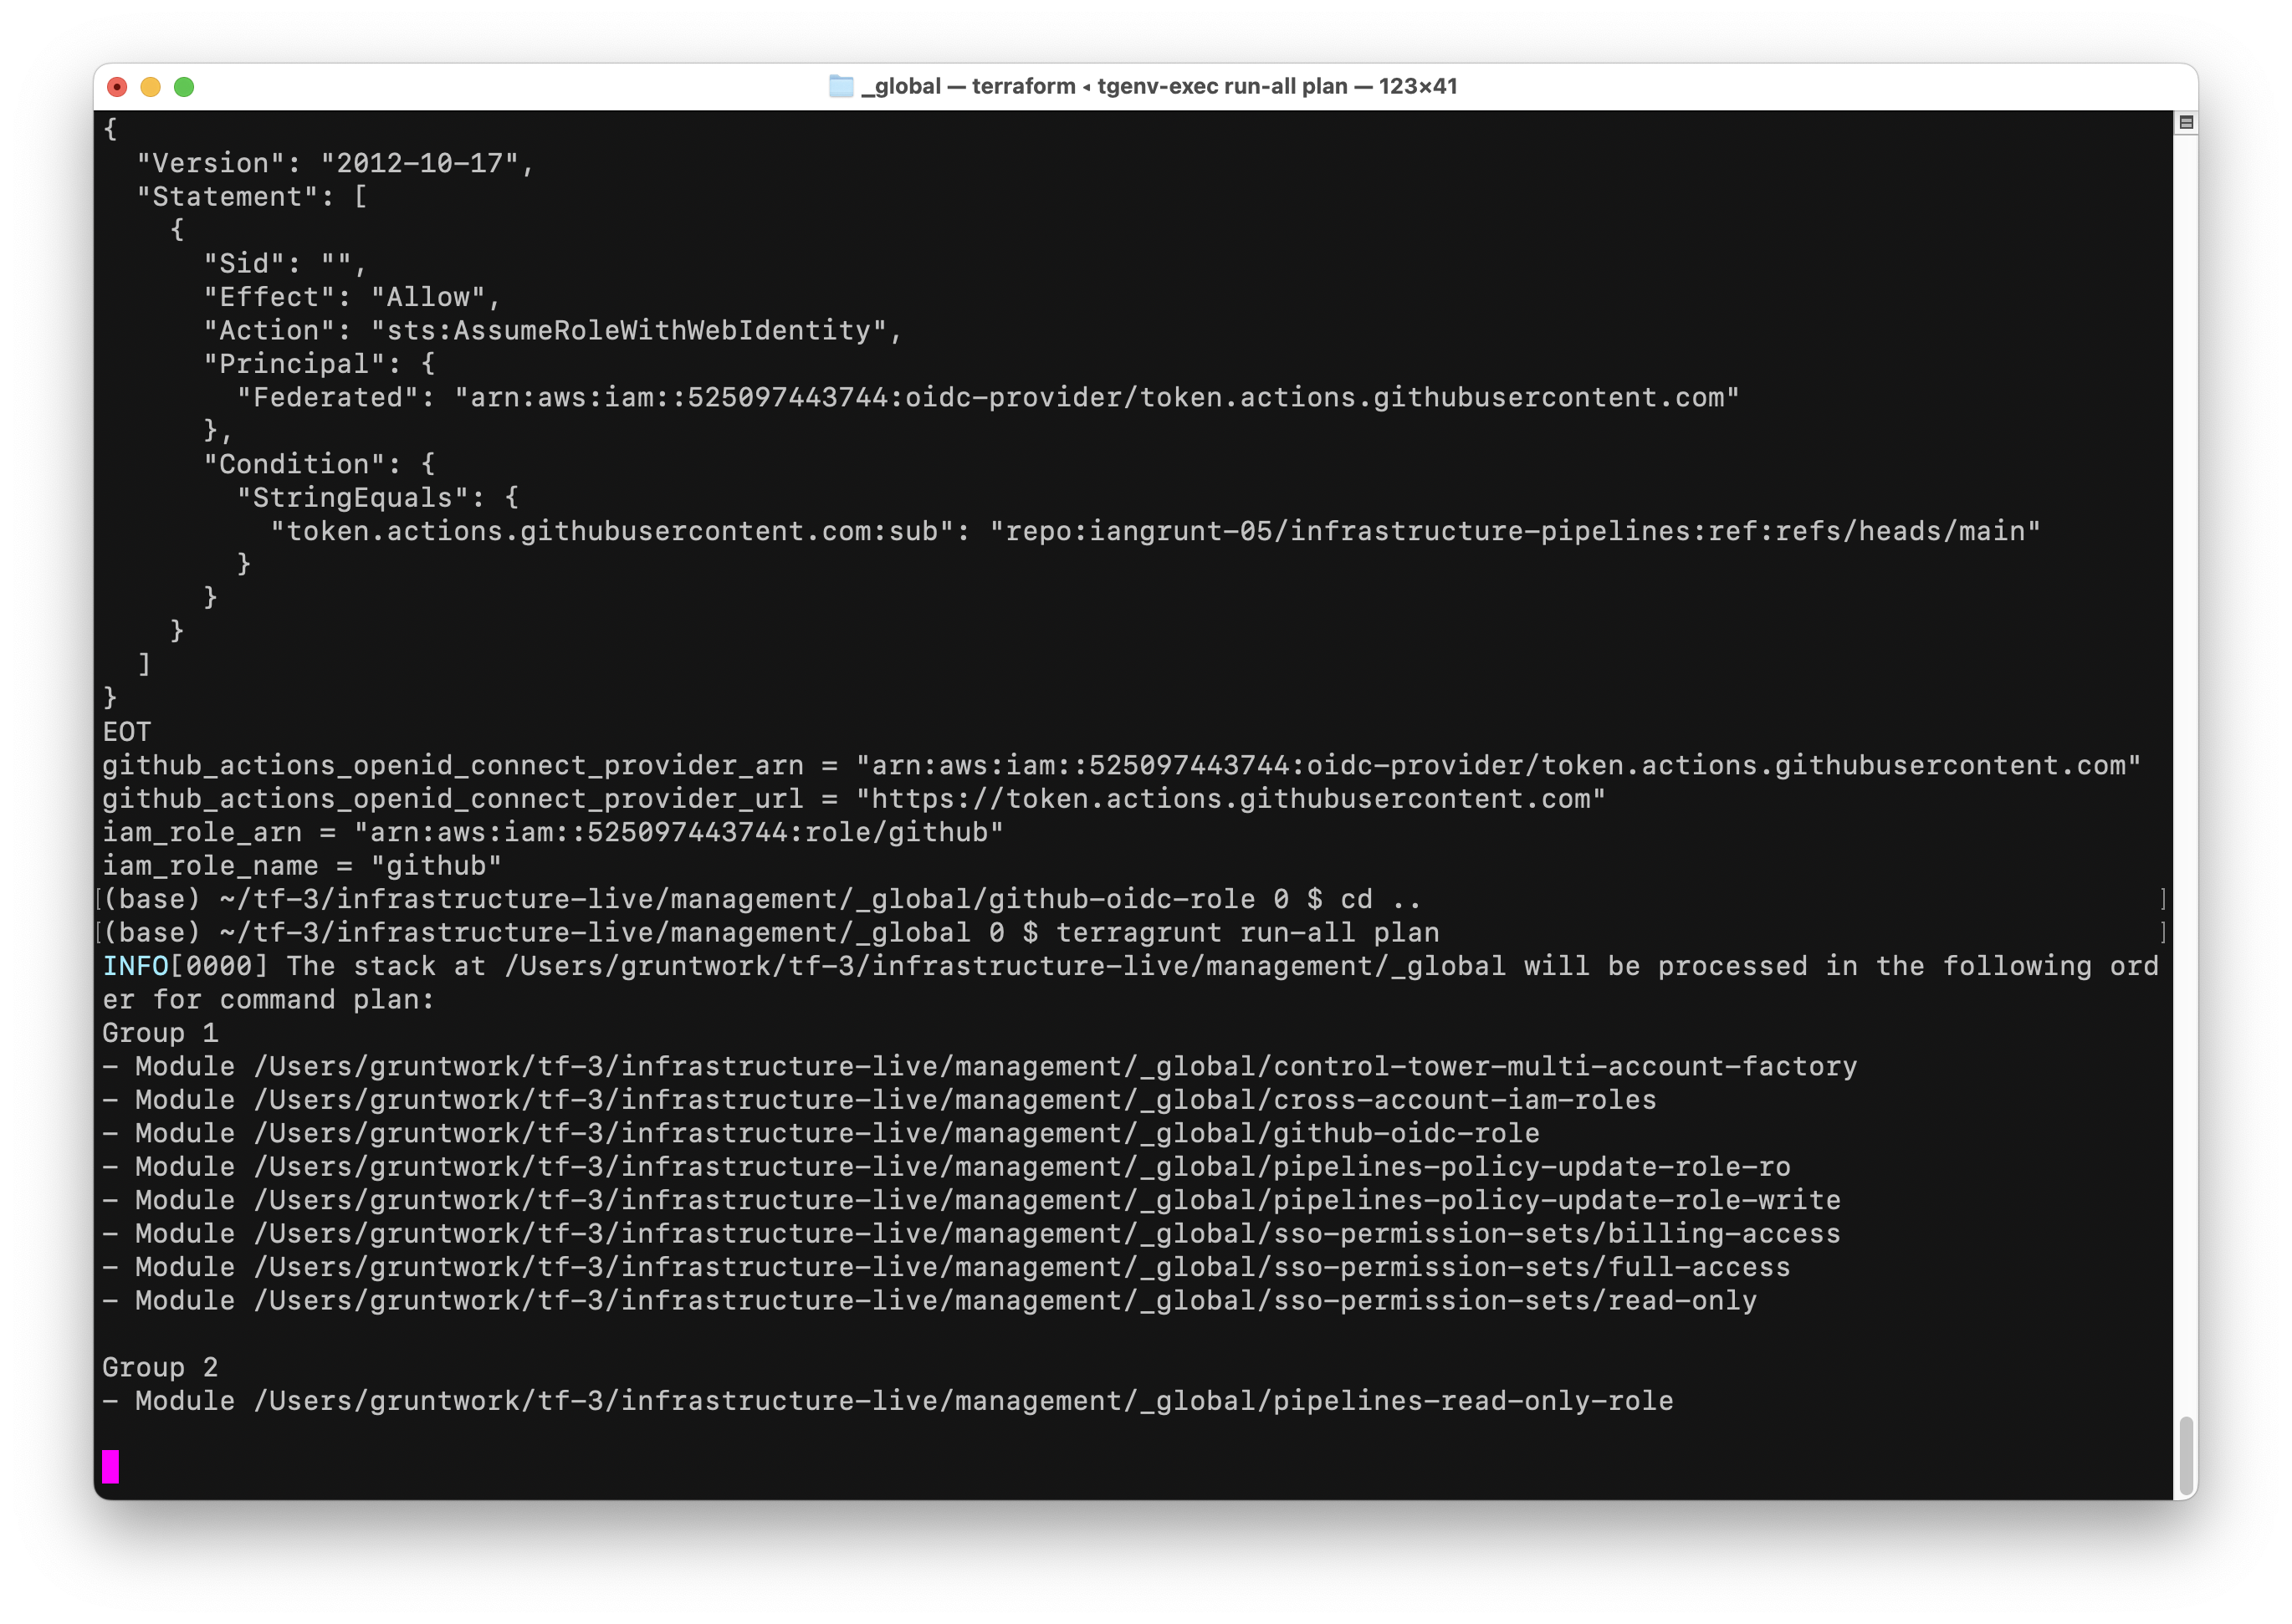 _global — terraform ◂ tgenv-exec run-all plan — 123×41
{
  "Version": "2012-10-17",
  "Statement": [
    {
      "Sid": "",
      "Effect": "Allow",
      "Action": "sts:AssumeRoleWithWebIdentity",
      "Principal": {
        "Federated": "arn:aws:iam::525097443744:oidc-provider/token.actions.githubusercontent.com"
      },
      "Condition": {
        "StringEquals": {
          "token.actions.githubusercontent.com:sub": "repo:iangrunt-05/infrastructure-pipelines:ref:refs/heads/main"
        }
      }
    }
  ]
}
EOT
github_actions_openid_connect_provider_arn = "arn:aws:iam::525097443744:oidc-provider/token.actions.githubusercontent.com"
github_actions_openid_connect_provider_url = "https://token.actions.githubusercontent.com"
iam_role_arn = "arn:aws:iam::525097443744:role/github"
iam_role_name = "github"
[(base) ~/tf-3/infrastructure-live/management/_global/github-oidc-role 0 $ cd .. ]
[(base) ~/tf-3/infrastructure-live/management/_global 0 $ terragrunt run-all plan ]
INFO[0000] The stack at /Users/gruntwork/tf-3/infrastructure-live/management/_global will be processed in the following ord
er for command plan:
Group 1
- Module /Users/gruntwork/tf-3/infrastructure-live/management/_global/control-tower-multi-account-factory
- Module /Users/gruntwork/tf-3/infrastructure-live/management/_global/cross-account-iam-roles
- Module /Users/gruntwork/tf-3/infrastructure-live/management/_global/github-oidc-role
- Module /Users/gruntwork/tf-3/infrastructure-live/management/_global/pipelines-policy-update-role-ro
- Module /Users/gruntwork/tf-3/infrastructure-live/management/_global/pipelines-policy-update-role-write
- Module /Users/gruntwork/tf-3/infrastructure-live/management/_global/sso-permission-sets/billing-access
- Module /Users/gruntwork/tf-3/infrastructure-live/management/_global/sso-permission-sets/full-access
- Module /Users/gruntwork/tf-3/infrastructure-live/management/_global/sso-permission-sets/read-only

Group 2
- Module /Users/gruntwork/tf-3/infrastructure-live/management/_global/pipelines-read-only-role